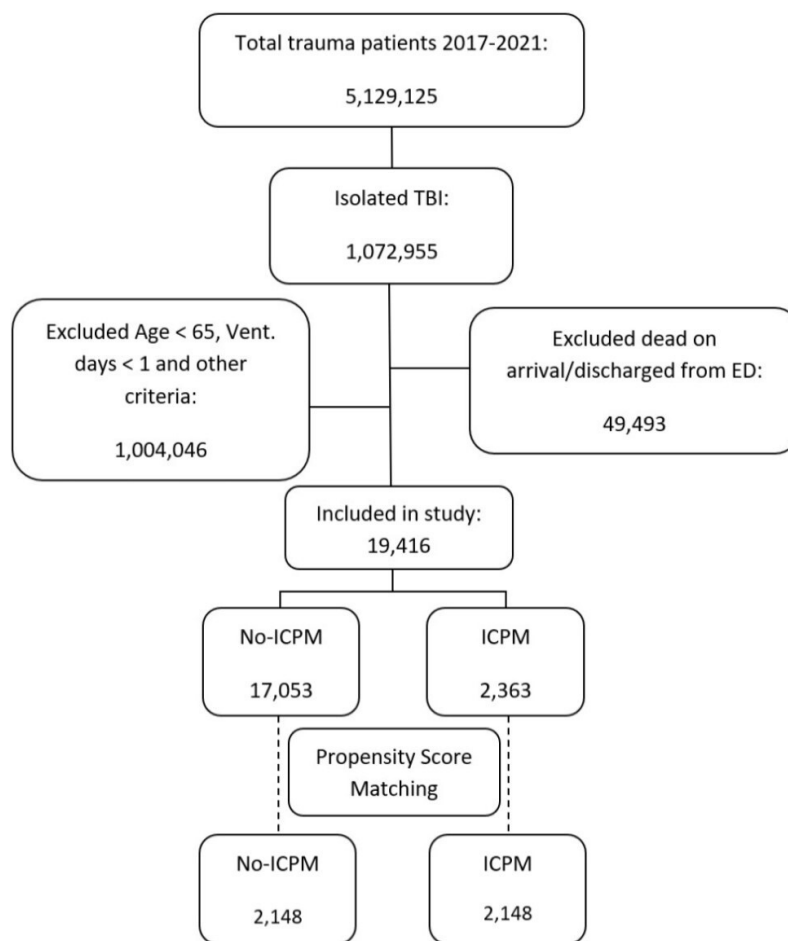 Total trauma patients 2017-2021:
5,129,125
Isolated TBI:
1,072,955
Excluded Age < 65, Vent.
days < 1 and other
criteria:
1,004,046
Excluded dead on
arrival/discharged from ED:
49,493
Included in study:
19,416
No-ICPM
17,053
ICPM
2,363
Propensity Score
Matching
No-ICPM
2,148
ICPM
2,148